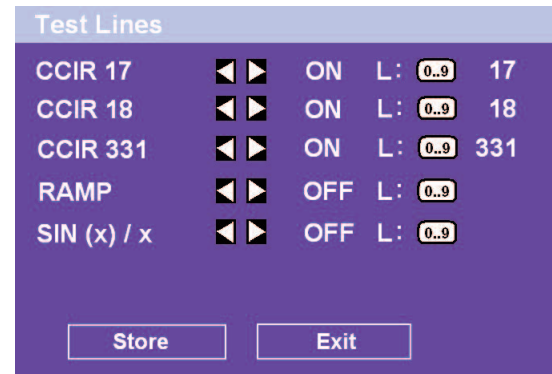 Test Lines
CCIR 17 ON L: 0..9 17
CCIR 18 ON L: 0..9 18
CCIR 331 ON L: 0..9 331
RAMP OFF L: 0..9
SIN (x) / x OFF L: 0..9
Store Exit